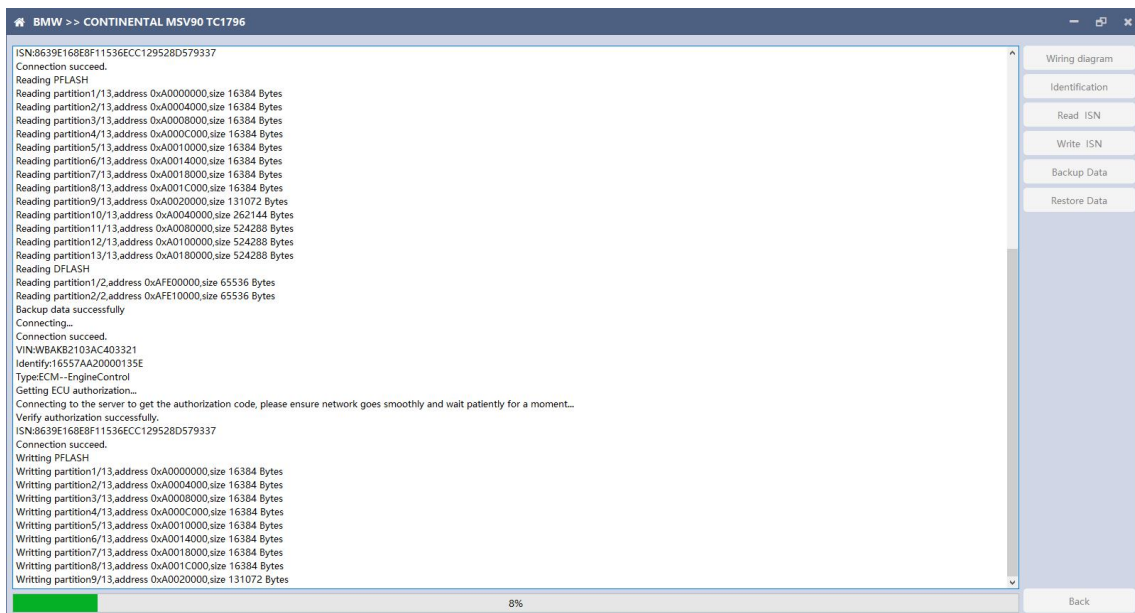 BMW >> CONTINENTAL MSV90 TC1796
ISN:8639E168E8F11536ECC129528D579337
Connection succeed.
Reading PFLASH
Reading partition1/13,address 0xA0000000,size 16384 Bytes
Reading partition2/13,address 0xA0004000,size 16384 Bytes
Reading partition3/13,address 0xA0008000,size 16384 Bytes
Reading partition4/13,address 0xA000C000,size 16384 Bytes
Reading partition5/13,address 0xA0010000,size 16384 Bytes
Reading partition6/13,address 0xA0014000,size 16384 Bytes
Reading partition7/13,address 0xA0018000,size 16384 Bytes
Reading partition8/13,address 0xA001C000,size 16384 Bytes
Reading partition9/13,address 0xA0020000,size 131072 Bytes
Reading partition10/13,address 0xA0040000,size 262144 Bytes
Reading partition11/13,address 0xA0080000,size 524288 Bytes
Reading partition12/13,address 0xA0100000,size 524288 Bytes
Reading partition13/13,address 0xA0180000,size 524288 Bytes
Reading DFLASH
Reading partition1/2,address 0xAFE00000,size 65536 Bytes
Reading partition2/2,address 0xAFE10000,size 65536 Bytes
Backup data successfully
Connecting...
Connection succeed.
VIN:WBAKB2103AC403321
Identify:16557AA20000135E
Type:ECM--EngineControl
Getting ECU authorization...
Connecting to the server to get the authorization code, please ensure network goes smoothly and wait patiently for a moment...
Verify authorization successfully.
ISN:8639E168E8F11536ECC129528D579337
Connection succeed.
Writting PFLASH
Writting partition1/13,address 0xA0000000,size 16384 Bytes
Writting partition2/13,address 0xA0004000,size 16384 Bytes
Writting partition3/13,address 0xA0008000,size 16384 Bytes
Writting partition4/13,address 0xA000C000,size 16384 Bytes
Writting partition5/13,address 0xA0010000,size 16384 Bytes
Writting partition6/13,address 0xA0014000,size 16384 Bytes
Writting partition7/13,address 0xA0018000,size 16384 Bytes
Writting partition8/13,address 0xA001C000,size 16384 Bytes
Writting partition9/13,address 0xA0020000,size 131072 Bytes
8%
Wiring diagram
Identification
Read ISN
Write ISN
Backup Data
Restore Data
Back